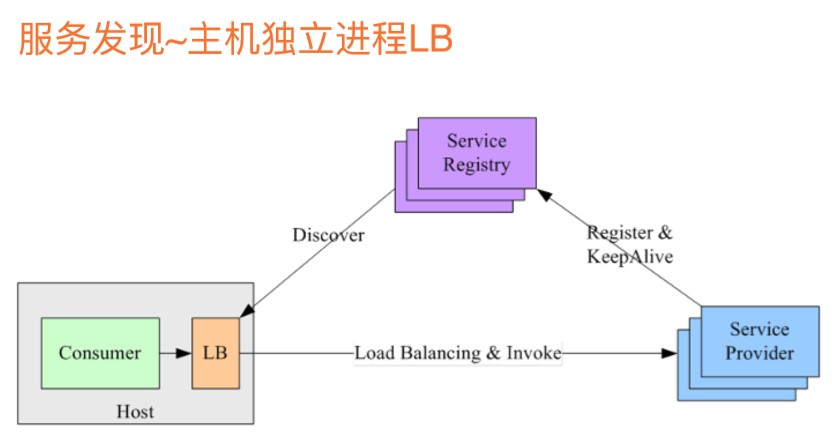 服务发现~主机独立进程LB
Service
Registry
Discover
Register &
KeepAlive
Consumer
LB
Load Balancing & Invoke
Service
Provider
Host